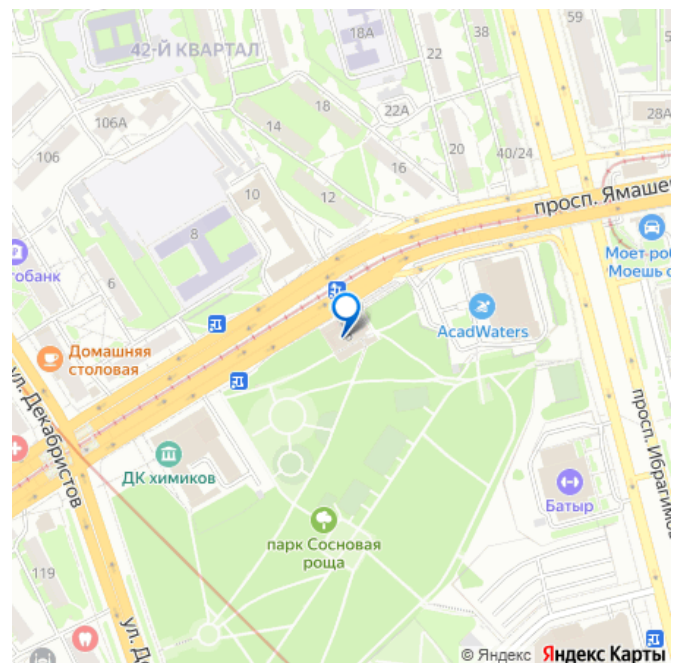 59
38
18А
42-Й КВАРТАЛ
22
18
28А
22А
106А
14
20
40/24
106
16
10
12
просп. Ямаше
8
Моет ро
Моешь с
тобанк
6
AcadWaters
Домашняя
столовая
ул. Декабристов
просп. Ибрагимо
ДК химиков
Батыр
парк Сосновая
роща
119
ул. Де
© Яндекс Яндекс Карты